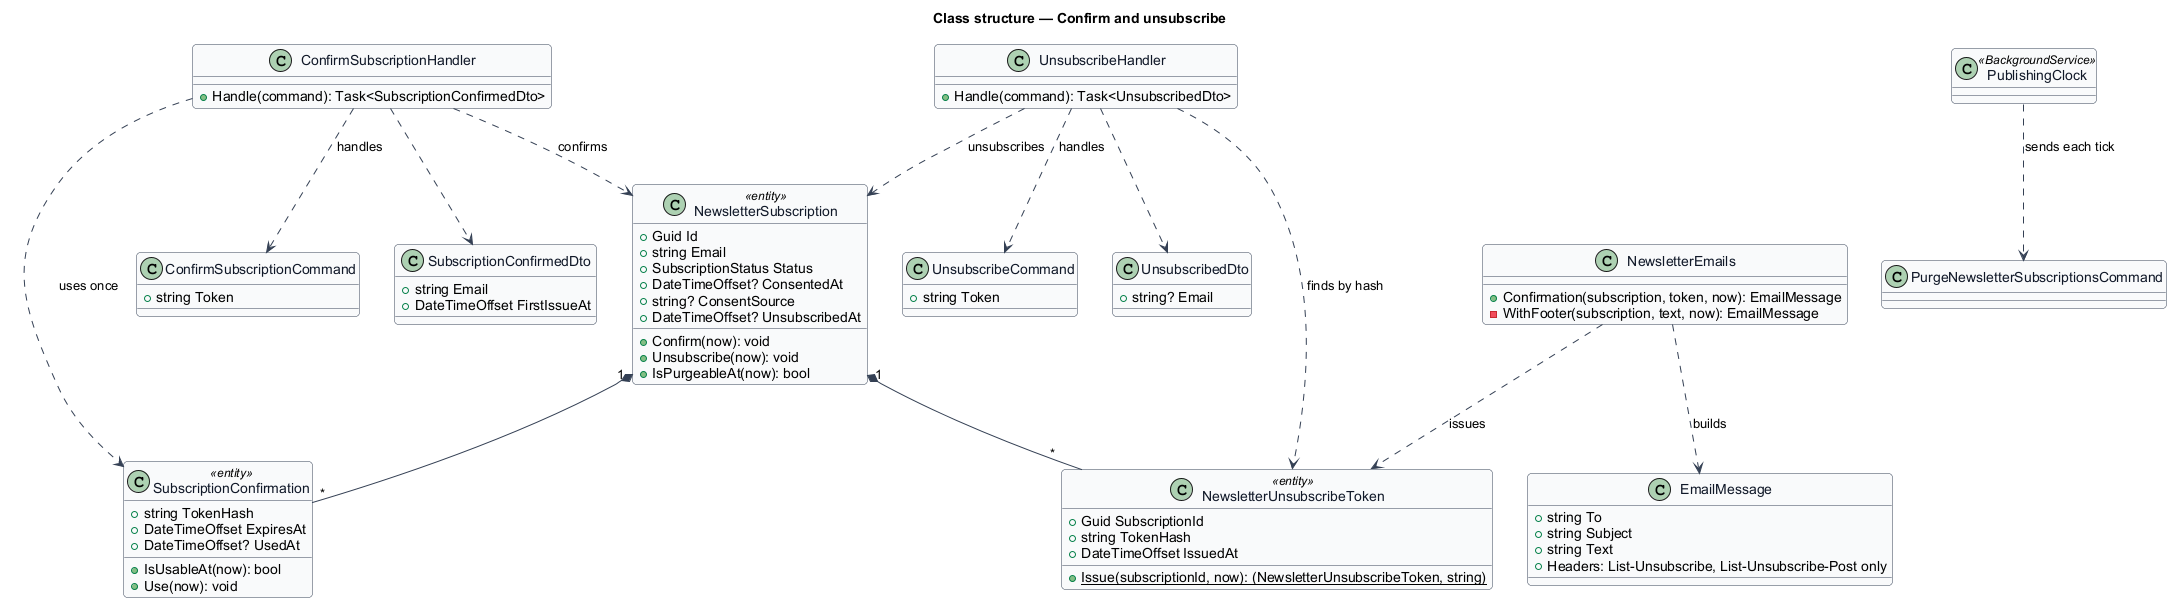 Class structure — Confirm and unsubscribe
C ConfirmSubscriptionHandler
Handle(command): Task<SubscriptionConfirmedDto>
C UnsubscribeHandler
Handle(command): Task<UnsubscribedDto>
C «BackgroundService»
PublishingClock
handles
confirms
unsubscribes
handles
sends each tick
C «entity»
NewsletterSubscription
Guid Id
string Email
SubscriptionStatus Status
DateTimeOffset? ConsentedAt
string? ConsentSource
DateTimeOffset? UnsubscribedAt
Confirm(now): void
Unsubscribe(now): void
IsPurgeableAt(now): bool
C ConfirmSubscriptionCommand
string Token
C SubscriptionConfirmedDto
string Email
DateTimeOffset FirstIssueAt
C UnsubscribeCommand
string Token
C UnsubscribedDto
string? Email
C NewsletterEmails
Confirmation(subscription, token, now): EmailMessage
WithFooter(subscription, text, now): EmailMessage
C PurgeNewsletterSubscriptionsCommand
uses once
finds by hash
1
1
issues
builds
*
*
C «entity»
SubscriptionConfirmation
string TokenHash
DateTimeOffset ExpiresAt
DateTimeOffset? UsedAt
IsUsableAt(now): bool
Use(now): void
C «entity»
NewsletterUnsubscribeToken
Guid SubscriptionId
string TokenHash
DateTimeOffset IssuedAt
Issue(subscriptionId, now): (NewsletterUnsubscribeToken, string)
C EmailMessage
string To
string Subject
string Text
Headers: List-Unsubscribe, List-Unsubscribe-Post only